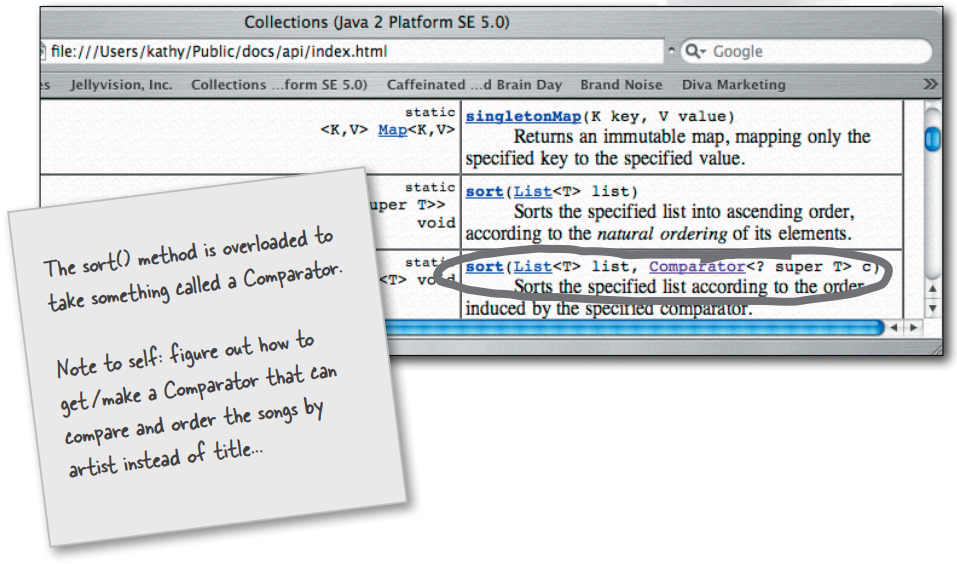 Collections (Java 2 Platform SE 5.0)
file:///Users/kathy/Public/docs/api/index.html
Google
es Jellyvision, Inc. Collections ...form SE 5.0) Caffeinated ...d Brain Day Brand Noise Diva Marketing »
static
<K,V> Map<K,V>
singletonMap(K key, V value)
Returns an immutable map, mapping only the
specified key to the specified value.
static
uper T>>
void
sort(List<T> list)
Sorts the specified list into ascending order,
according to the natural ordering of its elements.
static
<T> void
sort(List<T> list, Comparator<? super T> c)
Sorts the specified list according to the order
induced by the specified comparator.
The sort() method is overloaded to
take something called a Comparator.
Note to self: figure out how to
get/make a Comparator that can
compare and order the songs by
artist instead of title...